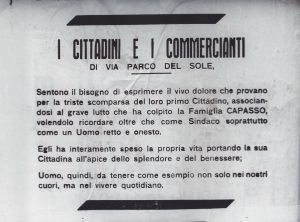 I CITTADINI E I COMMERCIANTI
DI VIA PARCO DEL SOLE,
Sentono il bisogno di esprimere il vivo dolore che provano
per la triste scomparsa del loro primo Cittadino, associan-
dosi al grave lutto che ha colpito la Famiglia CAPASSO,
volendolo ricordare oltre che come Sindaco soprattutto
come un Uomo retto e onesto.
Egli ha interamente speso la propria vita portando la sua
Cittadina all'apice dello splendore e del benessere;
Uomo, quindi, da tenere come esempio non solo nei nostri
cuori, ma nel vivere quotidiano.